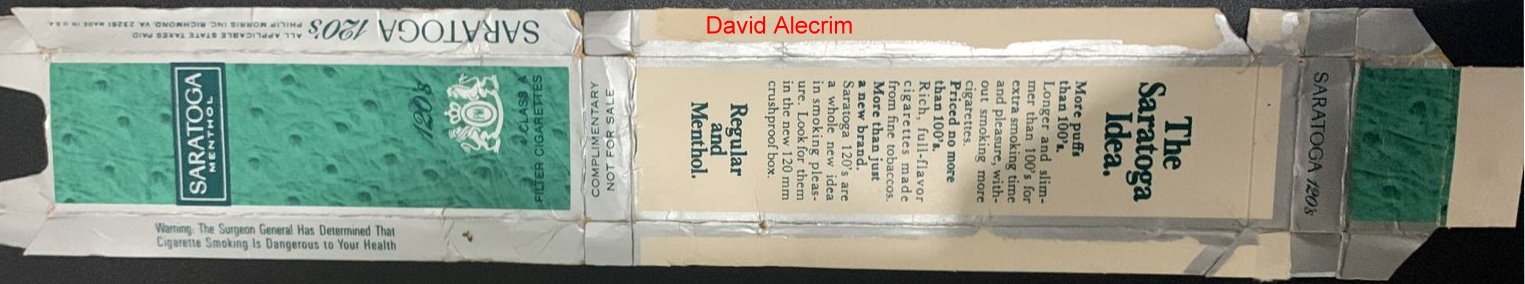 David Alecrim
SARATOGA 120's
ALL APPLICABLE STATE TAXES PAID
PHILIP MORRIS INC. RICHMOND, VA. 23261 MADE IN U.S.A.
SARATOGA
MENTHOL
120's
20 CLASS A
FILTER CIGARETTES
COMPLIMENTARY
NOT FOR SALE
Warning: The Surgeon General Has Determined That
Cigarette Smoking Is Dangerous to Your Health
The
Saratoga
Idea.
More puffs
than 100's.
Longer and slim-
mer than 100's for
extra smoking time
and pleasure, with-
out smoking more
cigarettes.
Priced no more
than 100's.
Rich, full-flavor
cigarettes made
from fine tobaccos.
More than just
a new brand.
Saratoga 120's are
a whole new idea
in smoking pleas-
ure. Look for them
in the new 120 mm
crushproof box.
Regular
and
Menthol.
SARATOGA 120's